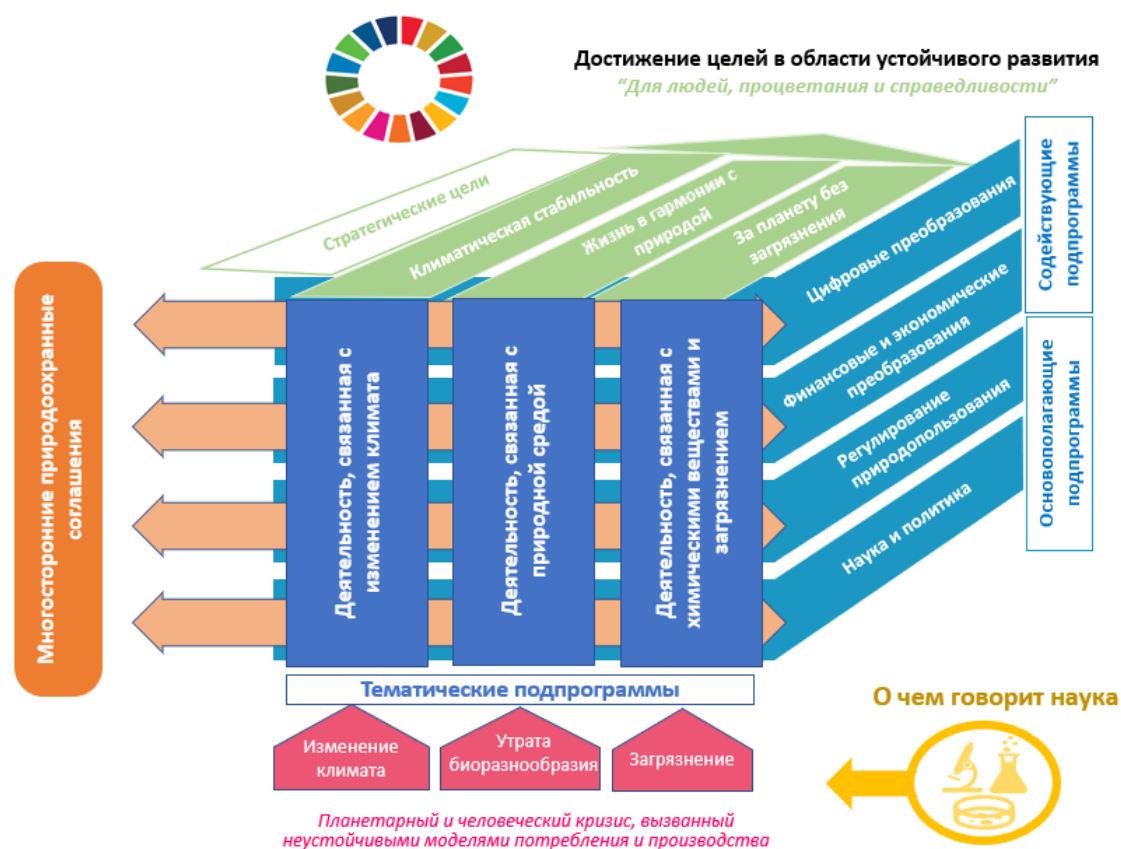 Достижение целей в области устойчивого развития
“Для людей, процветания и справедливости”
Стратегические цели
Климатическая стабильность
Жизнь в гармонии с
природой
За планету без
загрязнения
Цифровые преобразования
Финансовые и экономические
преобразования
Регулирование
природопользования
Наука и политика
Содействующие
подпрограммы
Основополагающие
подпрограммы
Многосторонние природоохранные
соглашения
Деятельность, связанная с
изменением климата
Деятельность, связанная с
природной средой
Деятельность, связанная с
химическими веществами и
загрязнением
Тематические подпрограммы
Изменение
климата
Утрата
биоразнообразия
Загрязнение
Планетарный и человеческий кризис, вызванный
неустойчивыми моделями потребления и производства
О чем говорит наука